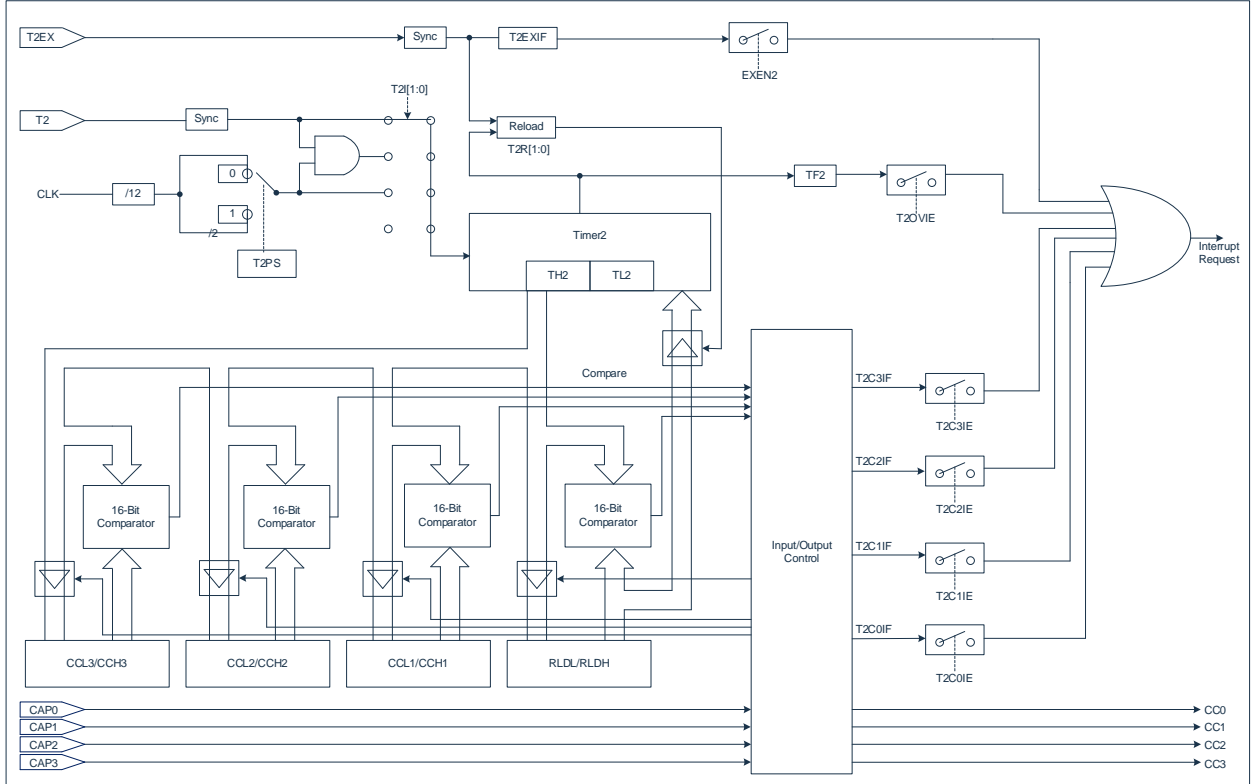 T2EX
Sync
T2EXIF
EXEN2
T2I[1:0]
T2
Sync
Reload
T2R[1:0]
0
CLK
/12
1
/2
T2PS
TF2
T2OVIE
Timer2
TH2
TL2
Interrupt
Request
Compare
T2C3IF
T2C3IE
T2C2IF
T2C2IE
16-Bit
Comparator
16-Bit
Comparator
16-Bit
Comparator
16-Bit
Comparator
Input/Output
Control
T2C1IF
T2C1IE
T2C0IF
T2C0IE
CCL3/CCH3
CCL2/CCH2
CCL1/CCH1
RLDL/RLDH
CAP0
CC0
CAP1
CC1
CAP2
CC2
CAP3
CC3